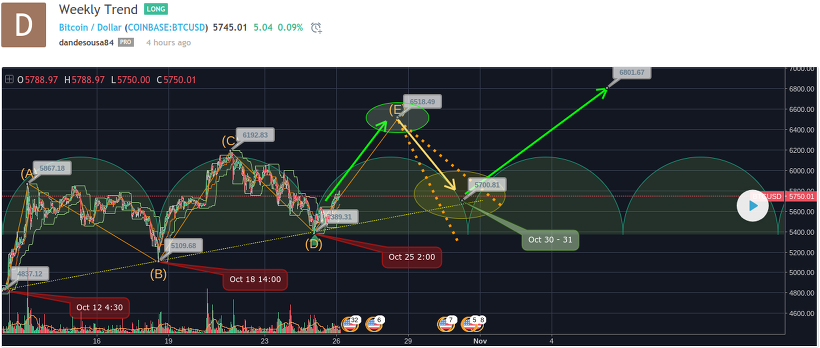 D
Weekly Trend LONG
Bitcoin / Dollar (COINBASE:BTCUSD) 5745.01 5.04 0.09%
dandesousa84 PRO 4 hours ago
O 5788.97 H 5788.97 L 5750.00 C 5750.01
7000.00
6801.67
6800.00
6600.00
(E
6518.49
6400.00
(C
6192.83
6200.00
6000.00
(A
5867.18
5700.81
5800.00
USD 5750.01
5600.00
5389.31
5400.00
(D)
Oct 30 - 31
5109.68
5200.00
(B)
Oct 25 2:00
5000.00
4837.12
Oct 18 14:00
4800.00
Oct 12 4:30
4600.00
32 6 7 5 8
16 19 23 26 29 Nov 4